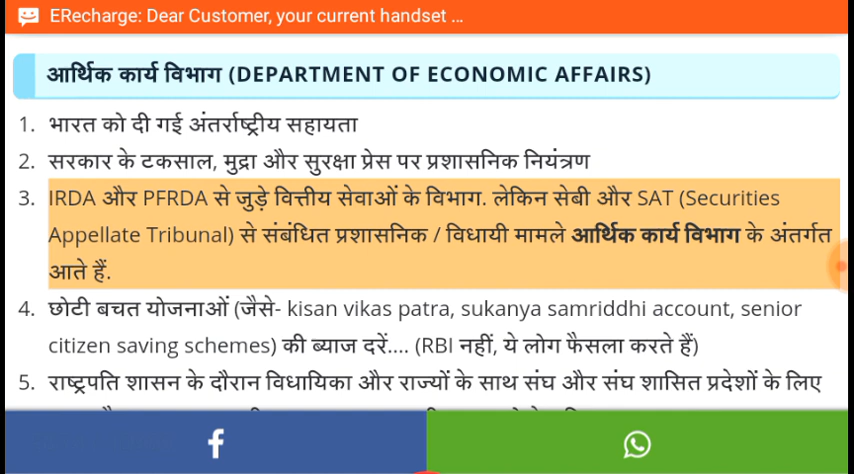 ERecharge: Dear Customer, your current handset ...
आर्थिक कार्य विभाग (DEPARTMENT OF ECONOMIC AFFAIRS)
1. भारत को दी गई अंतर्राष्ट्रीय सहायता
2. सरकार के टकसाल, मुद्रा और सुरक्षा प्रेस पर प्रशासनिक नियंत्रण
3. IRDA और PFRDA से जुड़े वित्तीय सेवाओं के विभाग. लेकिन सेबी और SAT (Securities
Appellate Tribunal) से संबंधित प्रशासनिक / विधायी मामले आर्थिक कार्य विभाग के अंतर्गत
आते हैं.
4. छोटी बचत योजनाओं (जैसे- kisan vikas patra, sukanya samriddhi account, senior
citizen saving schemes) की ब्याज दरें.... (RBI नहीं, ये लोग फैसला करते हैं)
5. राष्ट्रपति शासन के दौरान विधायिका और राज्यों के साथ संघ और संघ शासित प्रदेशों के लिए